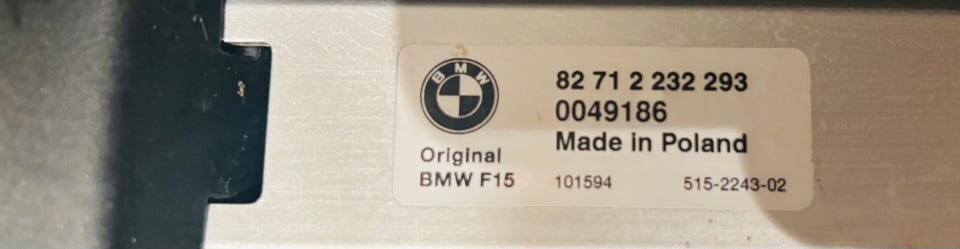 BMW
82 71 2 232 293
0049186
Made in Poland
Original
BMW F15
101594
515-2243-02